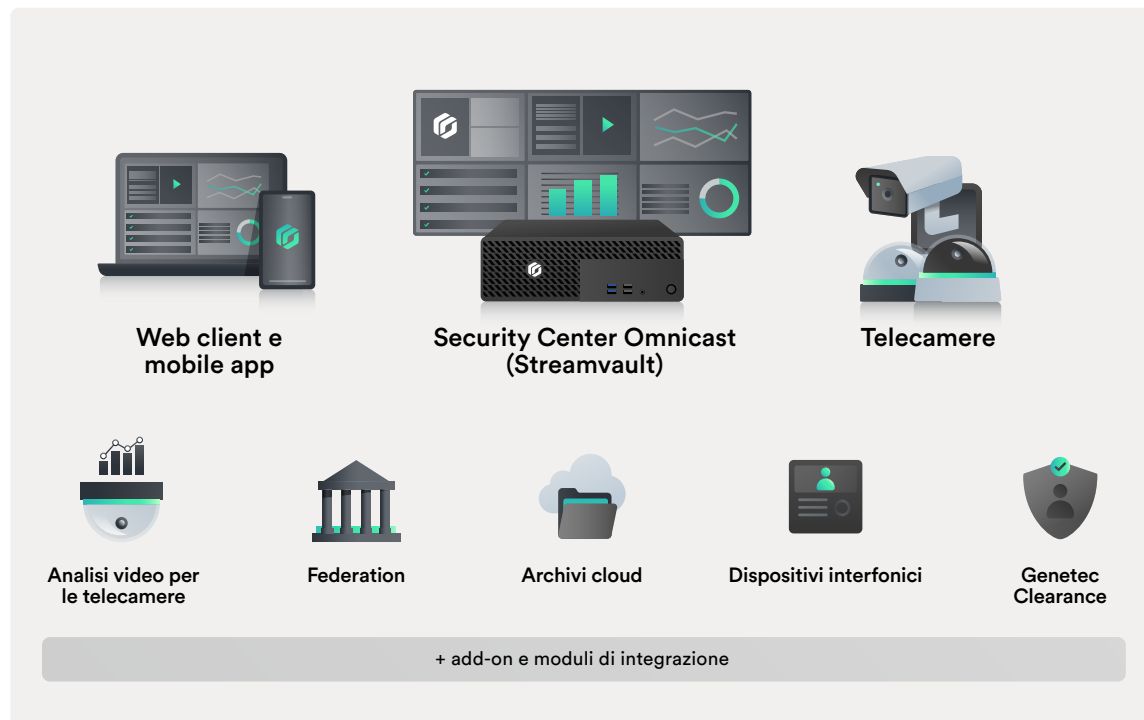 Web client e
mobile app
Security Center Omnicast
(Streamvault)
Telecamere
Analisi video per
le telecamere
Federation
Archivi cloud
Dispositivi interfonici
Genetec
Clearance
+ add-on e moduli di integrazione